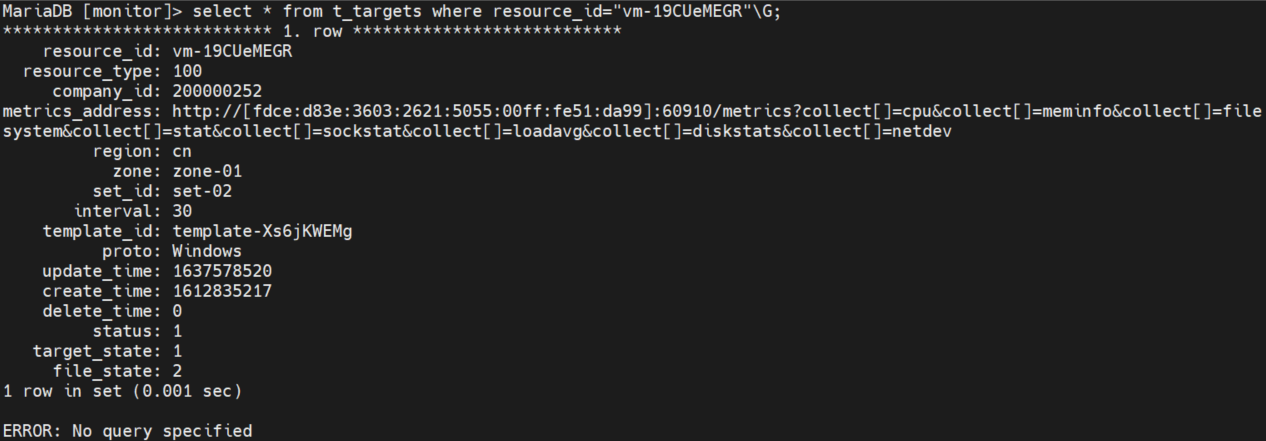 MariaDB [monitor]> select * from t_targets where resource_id="vm-19CUeMEGR"\G;
*************************** 1. row ***************************
resource_id: vm-19CUeMEGR
resource_type: 100
company_id: 200000252
metrics_address: http://[fdce:d83e:3603:2621:5055:00ff:fe51:da99]:60910/metrics?collect[]=cpu&collect[]=meminfo&collect[]=file
system&collect[]=stat&collect[]=sockstat&collect[]=loadavg&collect[]=diskstats&collect[]=netdev
region: cn
zone: zone-01
set_id: set-02
interval: 30
template_id: template-Xs6jKWEMg
proto: Windows
update_time: 1637578520
create_time: 1612835217
delete_time: 0
status: 1
target_state: 1
file_state: 2
1 row in set (0.001 sec)
ERROR: No query specified